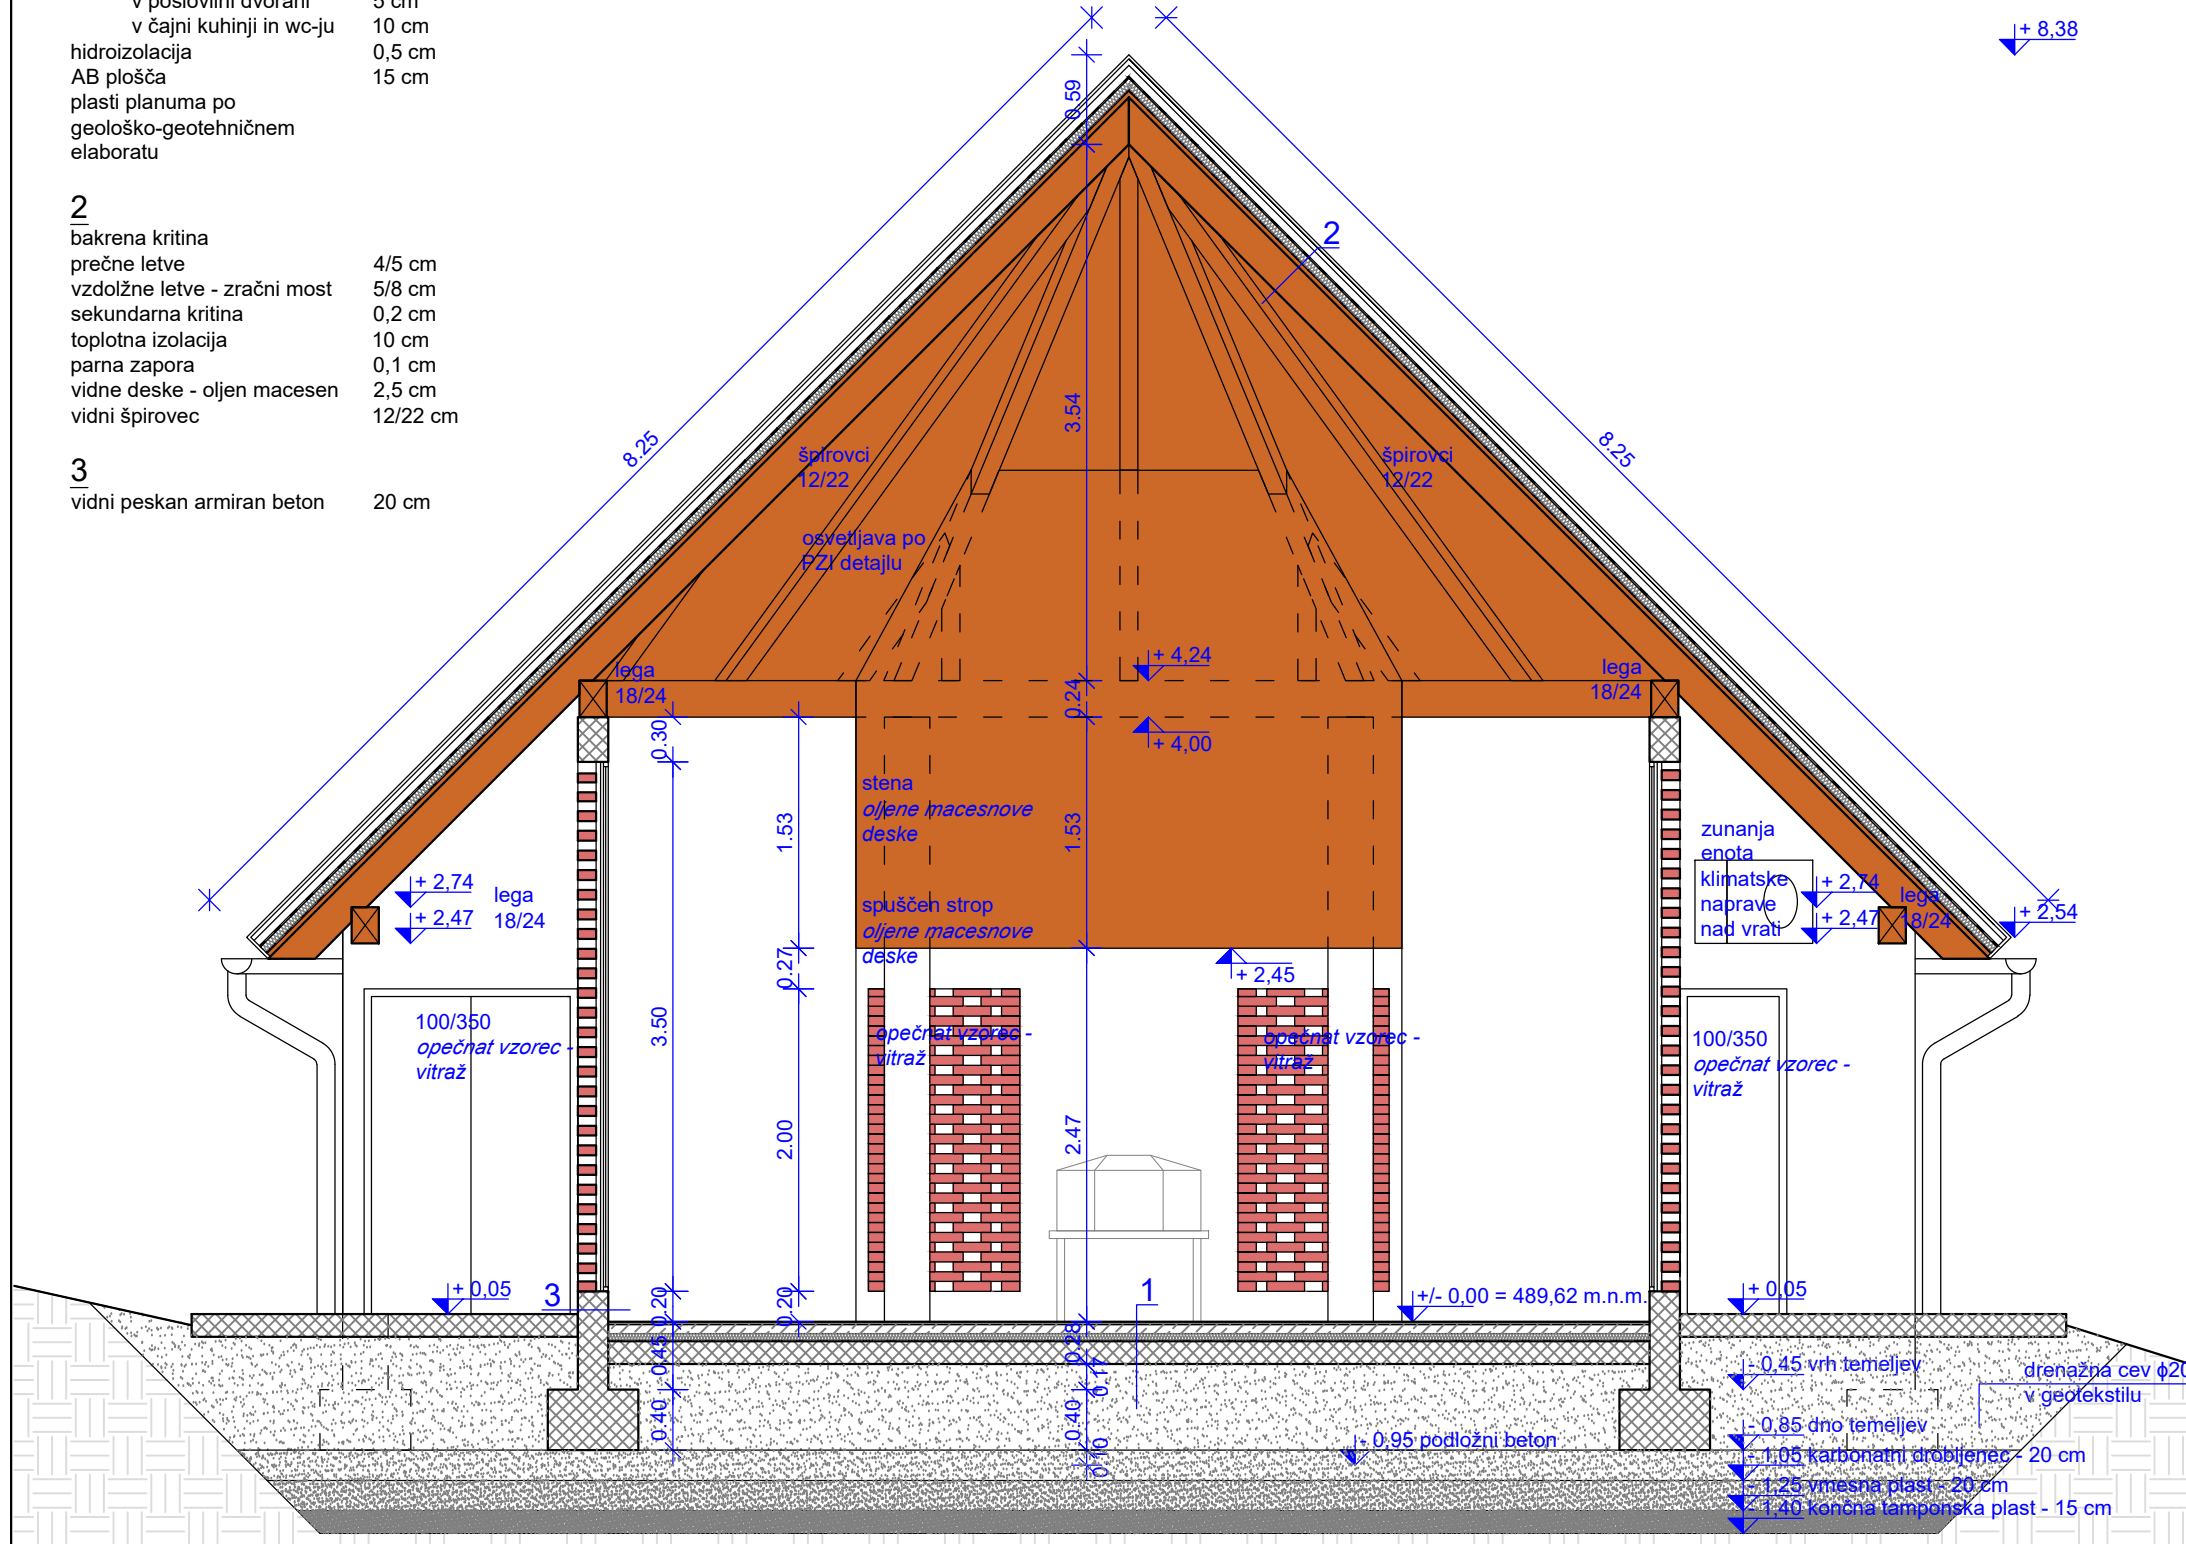 v poslovilni dvorani 5 cm
v čajni kuhinji in wc-ju 10 cm
hidroizolacija 0,5 cm
AB plošča 15 cm
plasti planuma po
geološko-geotehničnem
elaboratu
2
bakrena kritina
prečne letve 4/5 cm
vzdolžne letve - zračni most 5/8 cm
sekundarna kritina 0,2 cm
toplotna izolacija 10 cm
parna zapora 0,1 cm
vidne deske - oljen macesen 2,5 cm
vidni špirovec 12/22 cm
3
vidni peskan armiran beton 20 cm
+ 8,38
0.59
2
3.54
8.25
8.25
špirovci
12/22
špirovci
12/22
osvetljava po
PZI detajlu
+ 4,24
lega
18/24
lega
18/24
0.24
+ 4,00
0.30
stena
oljene macesnove
deske
1.53
1.53
zunanja
enota
klimatske
naprave
nad vrati
+ 2,74
+ 2,47
lega
18/24
+ 2,74
+ 2,47
lega
18/24
+ 2,54
spuščen strop
oljene macesnove
deske
0.27
+ 2,45
100/350
opečnat vzorec -
vitraž
3.50
opečnat vzorec -
vitraž
opečnat vzorec -
vitraž
100/350
opečnat vzorec -
vitraž
2.00
2.47
+ 0,05
3
0.20
0.20
1
+/- 0,00 = 489,62 m.n.m.
+ 0,05
0.45
0.28
0.17
- 0,45 vrh temeljev
drenažna cev ϕ20
v geotekstilu
0.40
0.40
- 0,85 dno temeljev
- 0,95 podložni beton
0.10
- 1,05 karbonatni drobljenec - 20 cm
- 1,25 vmesna plast - 20 cm
- 1,40 končna tamponska plast - 15 cm